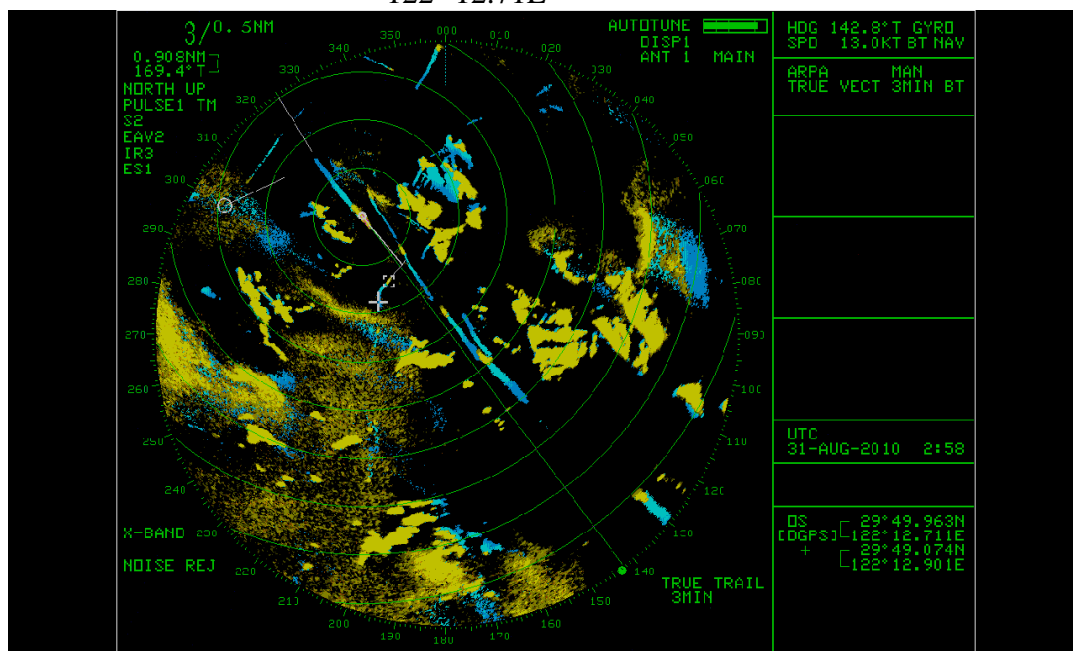 122° 12.71E
3/0.5NM
0.908NM
169.4°T
NORTH UP
PULSE1 TM
S2
EAV2
IR3
ES1
AUTOTUNE
DISP1
ANT 1 MAIN
HDG 142.8°T GYRO
SPD 13.0KT BT NAV
ARPA MAN
TRUE VECT 3MIN BT
000
010
020
030
040
050
060
070
080
090
100
110
120
130
140
150
160
170
180
190
200
210
220
230
240
250
260
270
280
290
300
310
320
330
340
350
UTC
31-AUG-2010 2:58
OS 29°49.963N
[DGPS] 122°12.711E
+ 29°49.074N
122°12.901E
X-BAND
NOISE REJ
TRUE TRAIL
3MIN